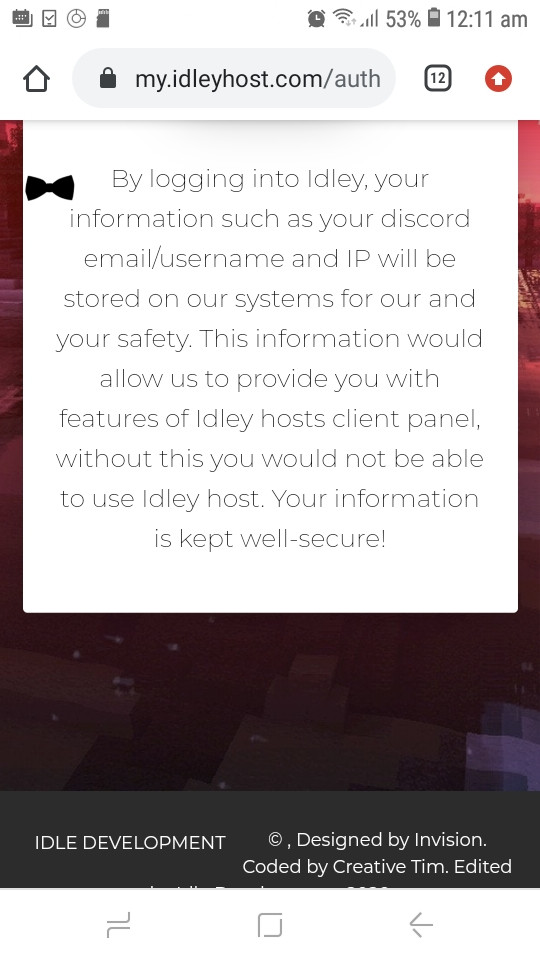 53% 12:11 am
my.idleyhost.com/auth
12
By logging into Idley, your
information such as your discord
email/username and IP will be
stored on our systems for our and
your safety. This information would
allow us to provide you with
features of Idley hosts client panel,
without this you would not be able
to use Idley host. Your information
is kept well-secure!
IDLE DEVELOPMENT
© , Designed by Invision.
Coded by Creative Tim. Edited